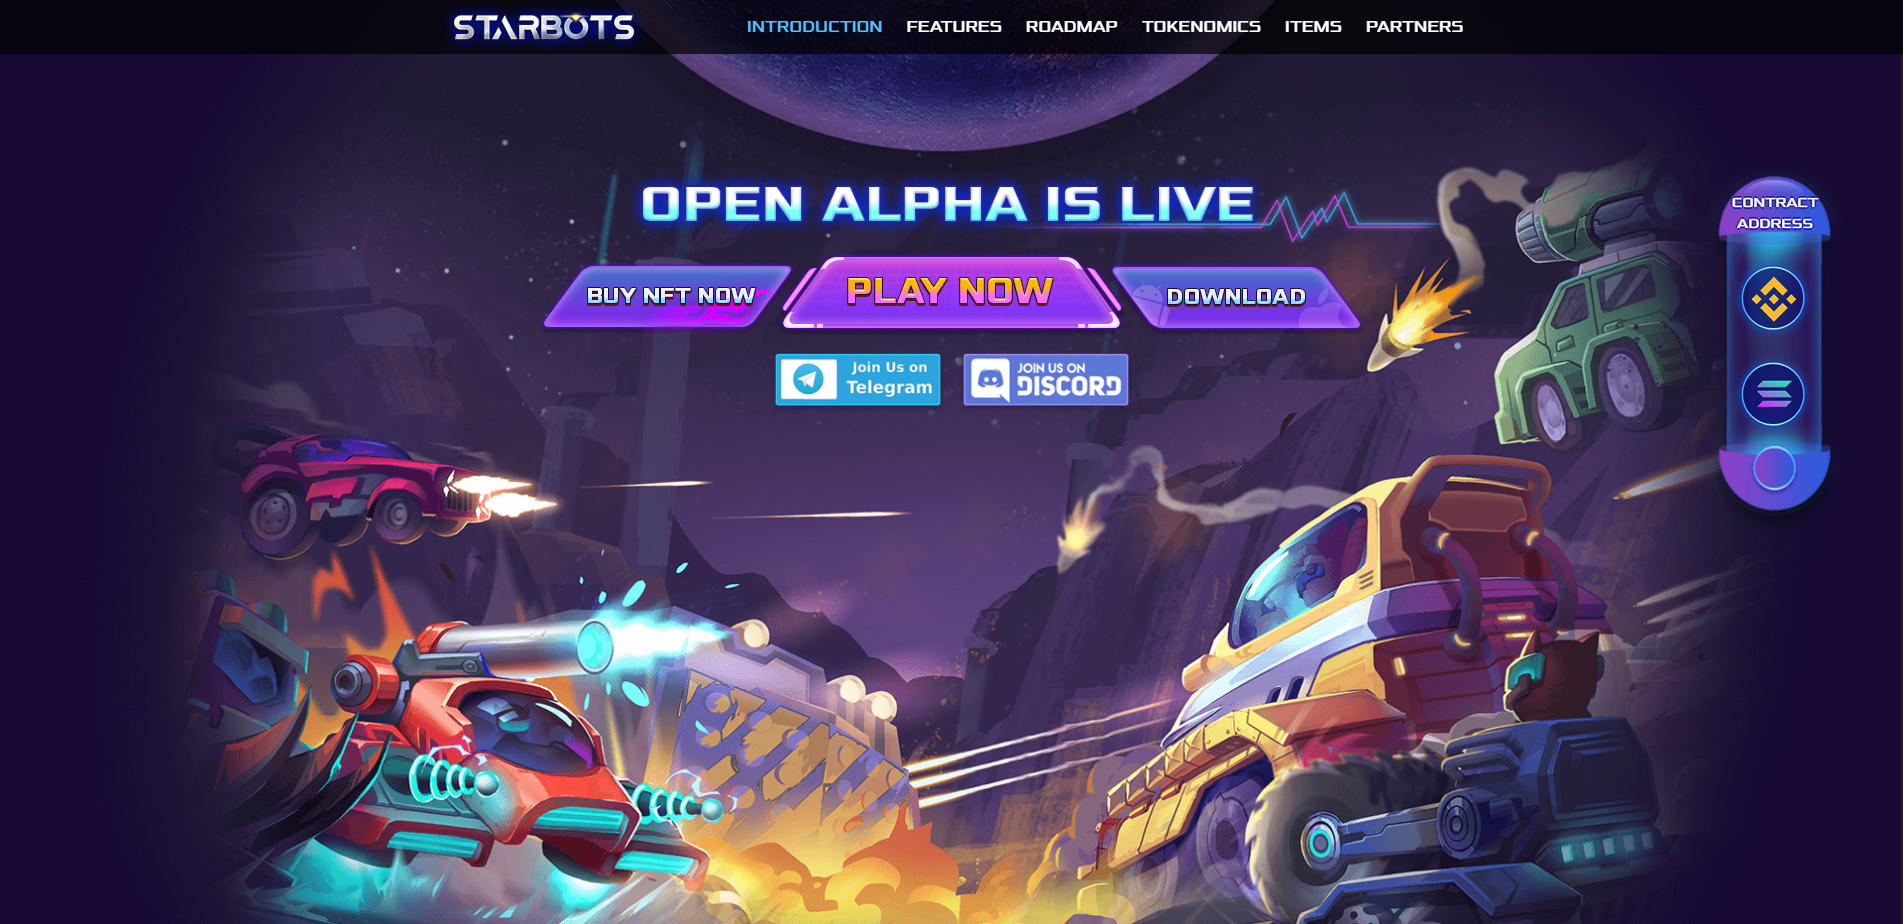 STARBOTS
INTRODUCTION FEATURES ROADMAP TOKENOMICS ITEMS PARTNERS
OPEN ALPHA IS LIVE
CONTRACT
ADDRESS
BUY NFT NOW
PLAY NOW
DOWNLOAD
Join Us on
Telegram
JOIN US ON
DISCORD